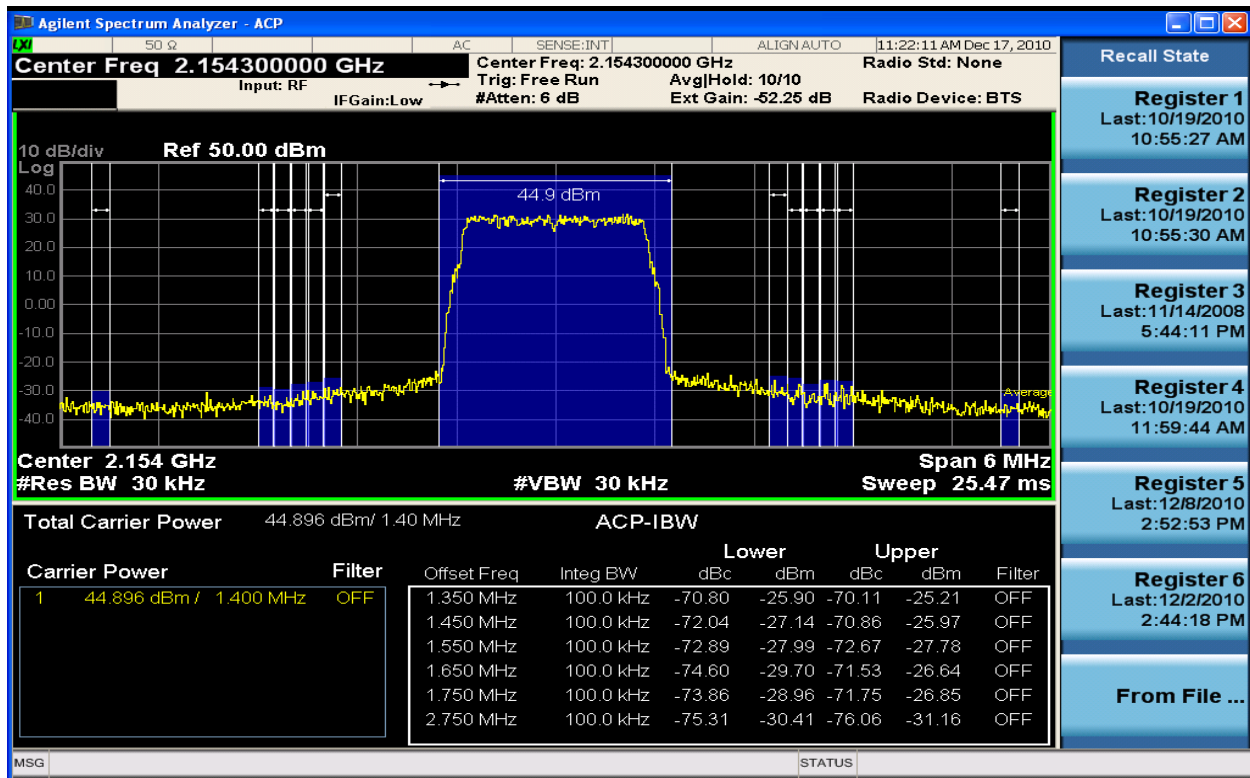 Agilent Spectrum Analyzer - ACP
LXI 50 Ω AC SENSE:INT ALIGN AUTO 11:22:11 AM Dec 17, 2010
Center Freq 2.154300000 GHz
Input: RF
IFGain:Low
Center Freq: 2.154300000 GHz
Trig: Free Run
#Atten: 6 dB
Avg|Hold: 10/10
Ext Gain: -52.25 dB
Radio Std: None
Radio Device: BTS
10 dB/div Ref 50.00 dBm
Log
40.0
30.0
20.0
10.0
0.00
-10.0
-20.0
-30.0
-40.0
44.9 dBm
Average
Center 2.154 GHz Span 6 MHz
#Res BW 30 kHz #VBW 30 kHz Sweep 25.47 ms
Total Carrier Power 44.896 dBm/ 1.40 MHz ACP-IBW
Carrier Power Filter
1 44.896 dBm / 1.400 MHz OFF
Lower Upper
Offset Freq Integ BW dBc dBm dBc dBm Filter
1.350 MHz 100.0 kHz -70.80 -25.90 -70.11 -25.21 OFF
1.450 MHz 100.0 kHz -72.04 -27.14 -70.86 -25.97 OFF
1.550 MHz 100.0 kHz -72.89 -27.99 -72.67 -27.78 OFF
1.650 MHz 100.0 kHz -74.60 -29.70 -71.53 -26.64 OFF
1.750 MHz 100.0 kHz -73.86 -28.96 -71.75 -26.85 OFF
2.750 MHz 100.0 kHz -75.31 -30.41 -76.06 -31.16 OFF
MSG STATUS
Recall State
Register 1
Last:10/19/2010
10:55:27 AM
Register 2
Last:10/19/2010
10:55:30 AM
Register 3
Last:11/14/2008
5:44:11 PM
Register 4
Last:10/19/2010
11:59:44 AM
Register 5
Last:12/8/2010
2:52:53 PM
Register 6
Last:12/2/2010
2:44:18 PM
From File ...